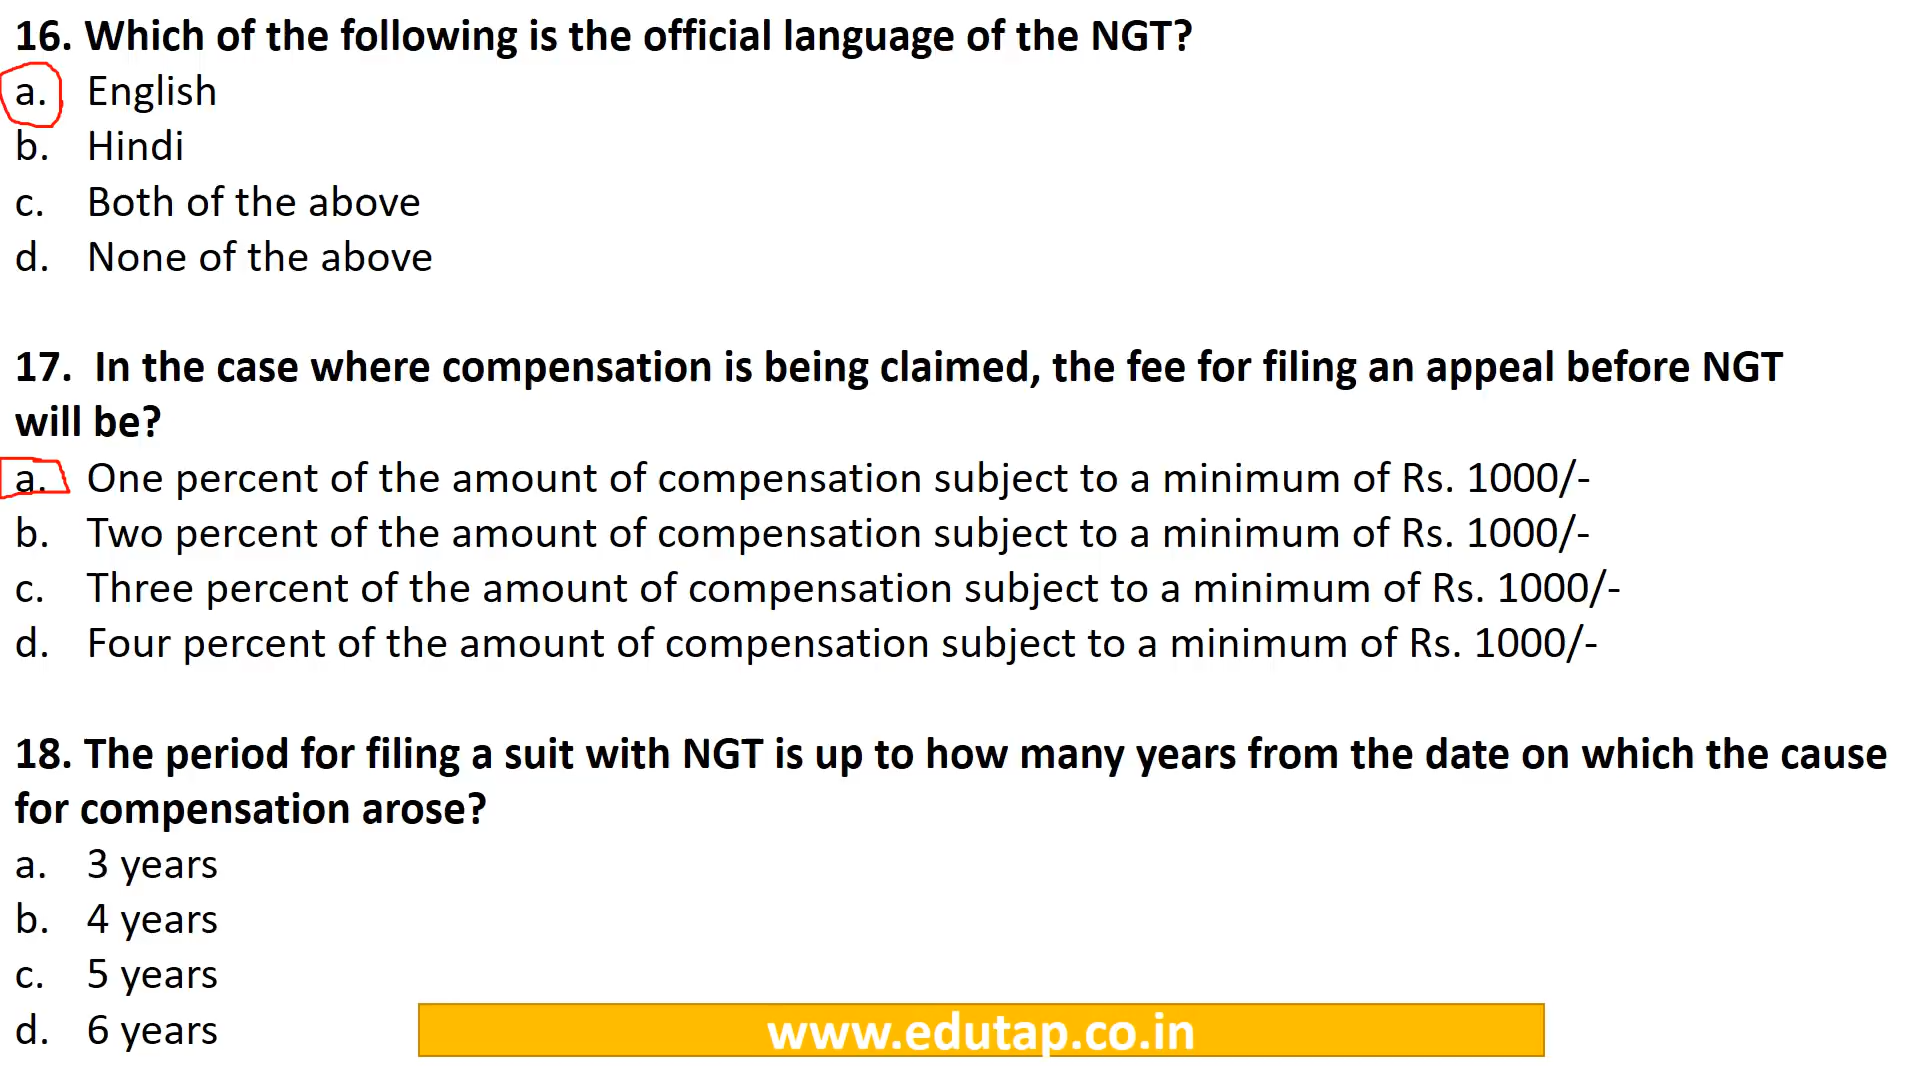 16. Which of the following is the official language of the NGT?
a. English
b. Hindi
c. Both of the above
d. None of the above
17. In the case where compensation is being claimed, the fee for filing an appeal before NGT
will be?
a. One percent of the amount of compensation subject to a minimum of Rs. 1000/-
b. Two percent of the amount of compensation subject to a minimum of Rs. 1000/-
c. Three percent of the amount of compensation subject to a minimum of Rs. 1000/-
d. Four percent of the amount of compensation subject to a minimum of Rs. 1000/-
18. The period for filing a suit with NGT is up to how many years from the date on which the cause
for compensation arose?
a. 3 years
b. 4 years
c. 5 years
d. 6 years
www.edutap.co.in